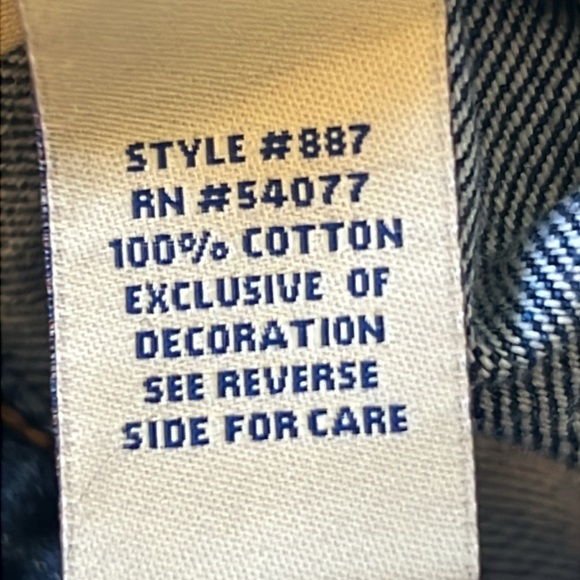 STYLE #887
RN #54077
100% COTTON
EXCLUSIVE OF
DECORATION
SEE REVERSE
SIDE FOR CARE